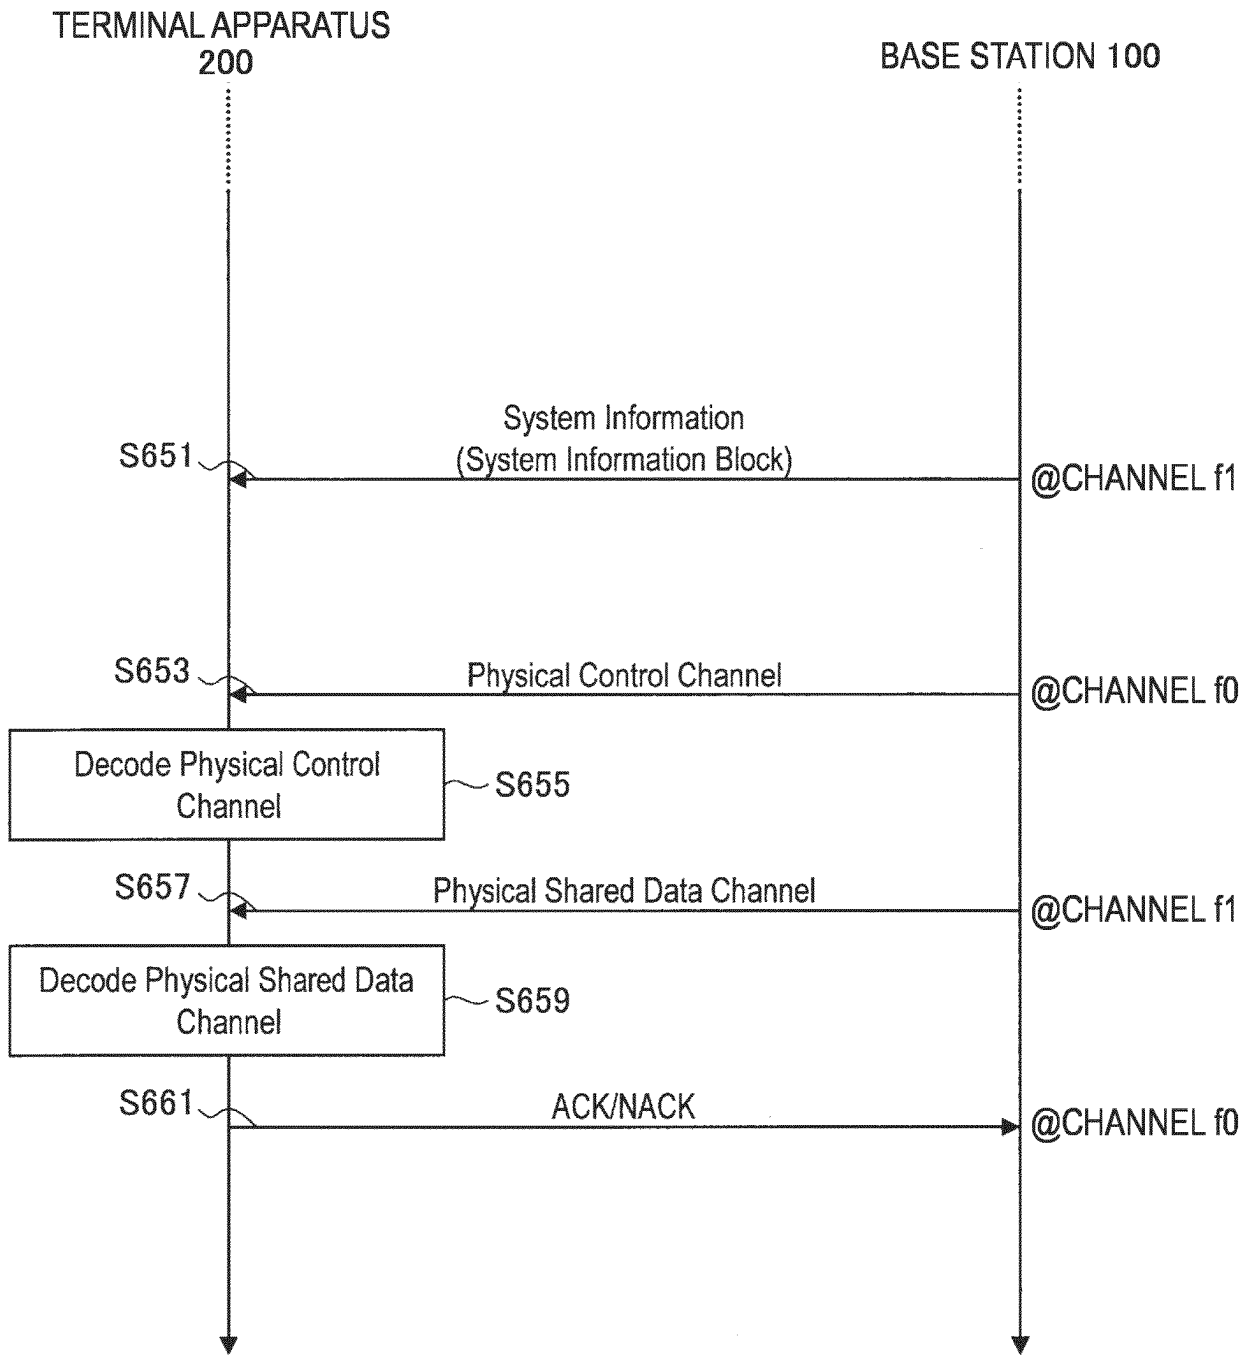 TERMINAL APPARATUS
200
BASE STATION 100
System Information
(System Information Block)
S651
@CHANNEL f1
S653
Physical Control Channel
@CHANNEL f0
Decode Physical Control
Channel
S655
S657
Physical Shared Data Channel
@CHANNEL f1
Decode Physical Shared Data
Channel
S659
S661
ACK/NACK
@CHANNEL f0